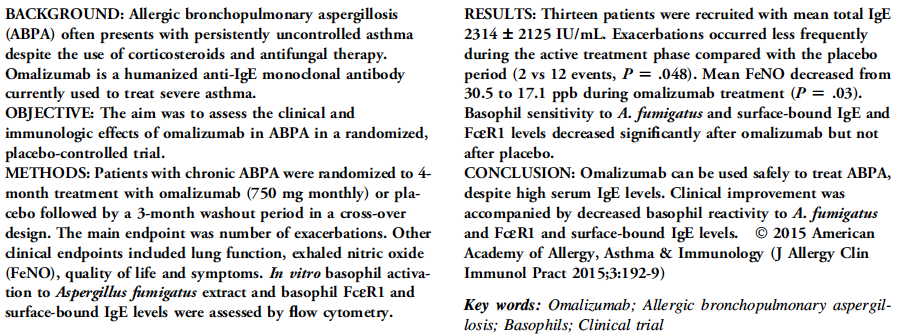 BACKGROUND: Allergic bronchopulmonary aspergillosis
(ABPA) often presents with persistently uncontrolled asthma
despite the use of corticosteroids and antifungal therapy.
Omalizumab is a humanized anti-IgE monoclonal antibody
currently used to treat severe asthma.
OBJECTIVE: The aim was to assess the clinical and
immunologic effects of omalizumab in ABPA in a randomized,
placebo-controlled trial.
METHODS: Patients with chronic ABPA were randomized to 4-
month treatment with omalizumab (750 mg monthly) or pla-
cebo followed by a 3-month washout period in a cross-over
design. The main endpoint was number of exacerbations. Other
clinical endpoints included lung function, exhaled nitric oxide
(FeNO), quality of life and symptoms. In vitro basophil activa-
tion to Aspergillus fumigatus extract and basophil FcεR1 and
surface-bound IgE levels were assessed by flow cytometry.
RESULTS: Thirteen patients were recruited with mean total IgE
2314 ± 2125 IU/mL. Exacerbations occurred less frequently
during the active treatment phase compared with the placebo
period (2 vs 12 events, P = .048). Mean FeNO decreased from
30.5 to 17.1 ppb during omalizumab treatment (P = .03).
Basophil sensitivity to A. fumigatus and surface-bound IgE and
FcεR1 levels decreased significantly after omalizumab but not
after placebo.
CONCLUSION: Omalizumab can be used safely to treat ABPA,
despite high serum IgE levels. Clinical improvement was
accompanied by decreased basophil reactivity to A. fumigatus
and FcεR1 and surface-bound IgE levels. © 2015 American
Academy of Allergy, Asthma & Immunology (J Allergy Clin
Immunol Pract 2015;3:192-9)
Key words: Omalizumab; Allergic bronchopulmonary aspergil-
losis; Basophils; Clinical trial